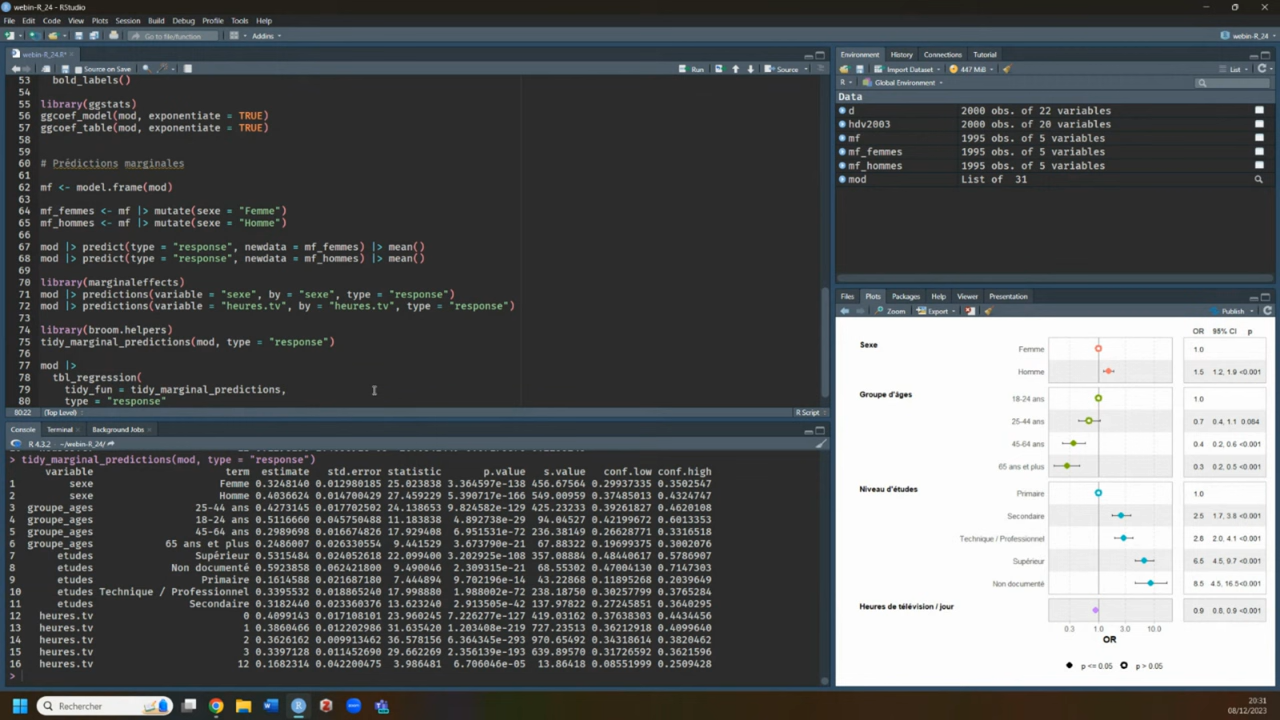 webin-R_24 - RStudio
File Edit Code View Plots Session Build Debug Profile Tools Help
Go to file/function Addins webin-R_24
webin-R_24.R*
Source on Save Run Source
53 bold_labels()
54
55 library(ggstats)
56 ggcoef_model(mod, exponentiate = TRUE)
57 ggcoef_table(mod, exponentiate = TRUE)
58
59
60 # Prédictions marginales
61
62 mf <- model.frame(mod)
63
64 mf_femmes <- mf |> mutate(sexe = "Femme")
65 mf_hommes <- mf |> mutate(sexe = "Homme")
66
67 mod |> predict(type = "response", newdata = mf_femmes) |> mean()
68 mod |> predict(type = "response", newdata = mf_hommes) |> mean()
69
70 library(marginaleffects)
71 mod |> predictions(variable = "sexe", by = "sexe", type = "response")
72 mod |> predictions(variable = "heures.tv", by = "heures.tv", type = "response")
73
74 library(broom.helpers)
75 tidy_marginal_predictions(mod, type = "response")
76
77 mod |>
78 tbl_regression(
79 tidy_fun = tidy_marginal_predictions,
80 type = "response"
80:22 (Top Level) R Script
Console Terminal Background Jobs
R 4.3.2 · ~/webin-R_24/
> tidy_marginal_predictions(mod, type = "response")
variable term estimate std.error statistic p.value s.value conf.low conf.high
1 sexe Femme 0.3248140 0.012980185 25.023838 3.364597e-138 456.67564 0.29937335 0.3502547
2 sexe Homme 0.4036624 0.014700429 27.459229 5.390717e-166 549.00959 0.37485013 0.4324747
3 groupe_ages 25-44 ans 0.4273145 0.017702502 24.138653 9.824582e-129 425.23233 0.39261827 0.4620108
4 groupe_ages 18-24 ans 0.5116660 0.045750488 11.183838 4.892738e-29 94.04527 0.42199672 0.6013353
5 groupe_ages 45-64 ans 0.2989698 0.016674826 17.929408 6.951531e-72 236.38149 0.26628771 0.3316518
6 groupe_ages 65 ans et plus 0.2486808 0.026330554 9.441529 3.673790e-21 67.88322 0.19699376 0.3002076
7 etudes Supérieur 0.5315484 0.024052618 22.099400 3.202925e-108 357.08884 0.48440617 0.5786907
8 etudes Non documenté 0.5923858 0.062421800 9.490046 2.309315e-21 68.55302 0.47004130 0.7147303
9 etudes Primaire 0.1614588 0.021687180 7.444894 9.702196e-14 43.22868 0.11895268 0.2039649
10 etudes Technique / Professionnel 0.3395532 0.018865621 17.998880 1.988002e-72 238.18750 0.30257799 0.3765284
11 etudes Secondaire 0.3182440 0.023360376 13.623240 2.913505e-42 137.97822 0.27245851 0.3640295
12 heures.tv 0 0.4099143 0.017108091 23.960245 7.226277e-127 419.03162 0.37638303 0.4434456
13 heures.tv 1 0.3860466 0.012202986 31.635420 1.203408e-219 727.23513 0.36212909 0.4099640
14 heures.tv 2 0.3626162 0.009913462 36.578156 6.364345e-293 970.65492 0.34318614 0.3820462
15 heures.tv 3 0.3397128 0.011452690 29.662256 2.356139e-193 639.89570 0.31726592 0.3621596
16 heures.tv 12 0.1682314 0.042200475 3.986481 6.706046e-05 13.86418 0.08551999 0.2509428
>
Environment History Connections Tutorial
Import Dataset 447 MiB List
R Global Environment
Data
d 2000 obs. of 22 variables
hdv2003 2000 obs. of 20 variables
mf 1995 obs. of 5 variables
mf_femmes 1995 obs. of 5 variables
mf_hommes 1995 obs. of 5 variables
mod List of 31
Files Plots Packages Help Viewer Presentation
Zoom Export Publish
OR 95% CI p
Sexe Femme 1.0
Homme 1.5 1.2, 1.9 <0.001
Groupe d'âges 18-24 ans 1.0
25-44 ans 0.7 0.4, 1.1 0.064
45-64 ans 0.4 0.2, 0.6 <0.001
65 ans et plus 0.3 0.2, 0.5 <0.001
Niveau d'études Primaire 1.0
Secondaire 2.5 1.7, 3.8 <0.001
Technique / Professionnel 2.8 2.0, 4.1 <0.001
Supérieur 6.5 4.5, 9.7 <0.001
Non documenté 8.5 4.5, 16.5 <0.001
Heures de télévision / jour 0.9 0.8, 0.9 <0.001
0.3 1.0 3.0 10.0
OR
p <= 0.05 p > 0.05
Rechercher
20:31
08/12/2023